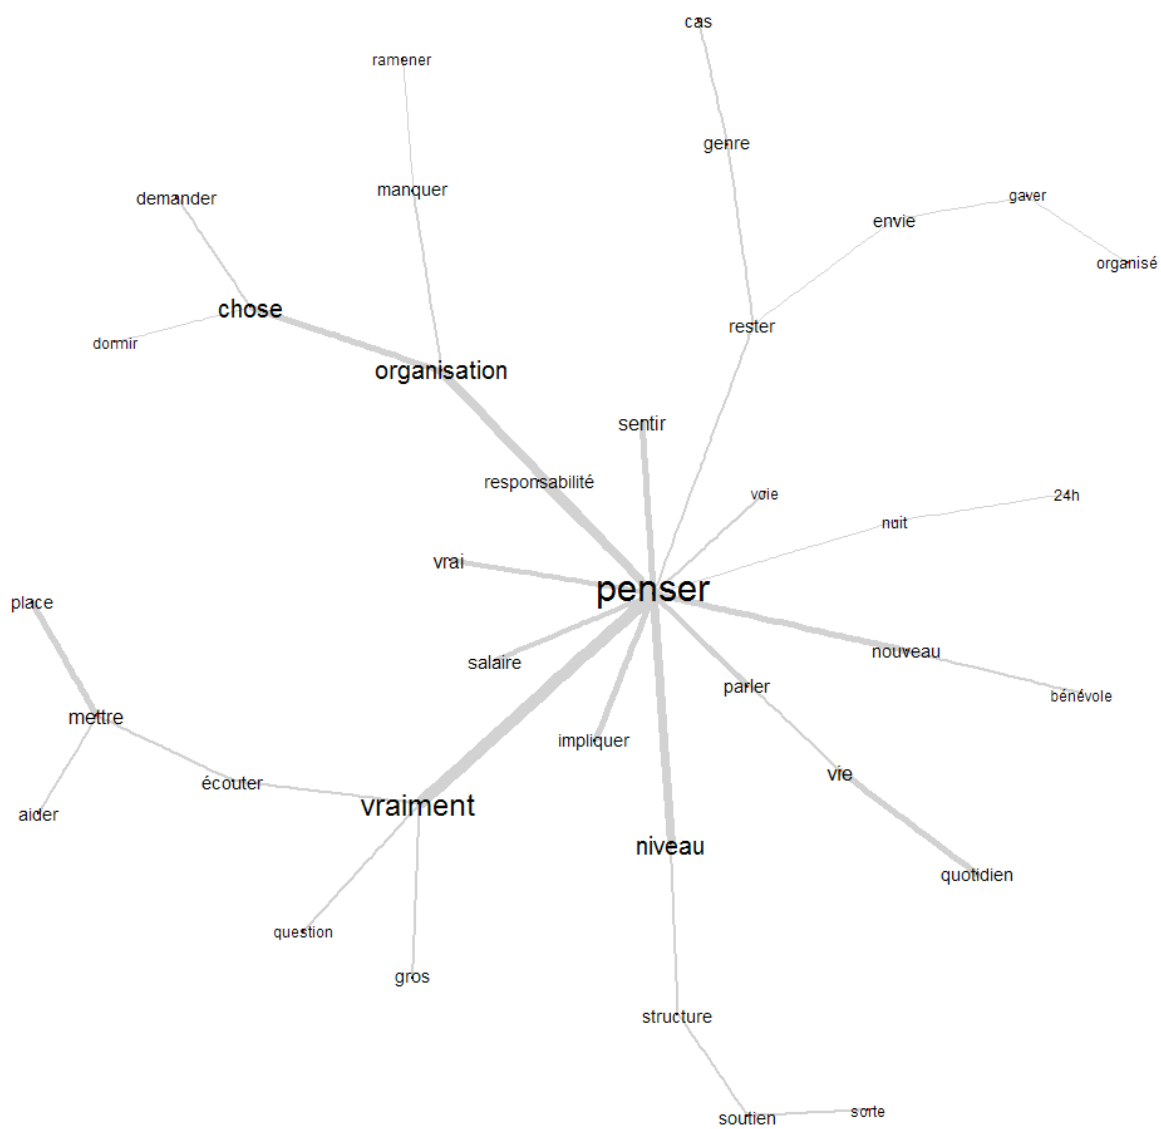 cas
ramener
genre
manquer
demander
gaver
envie
organisé
chose
rester
dormir
organisation
sentir
responsabilité
voie
24h
nuit
vrai
penser
place
nouveau
salaire
parler
bénévole
mettre
impliquer
écouter
vie
vraiment
aider
niveau
quotidien
question
gros
structure
sorte
soutien